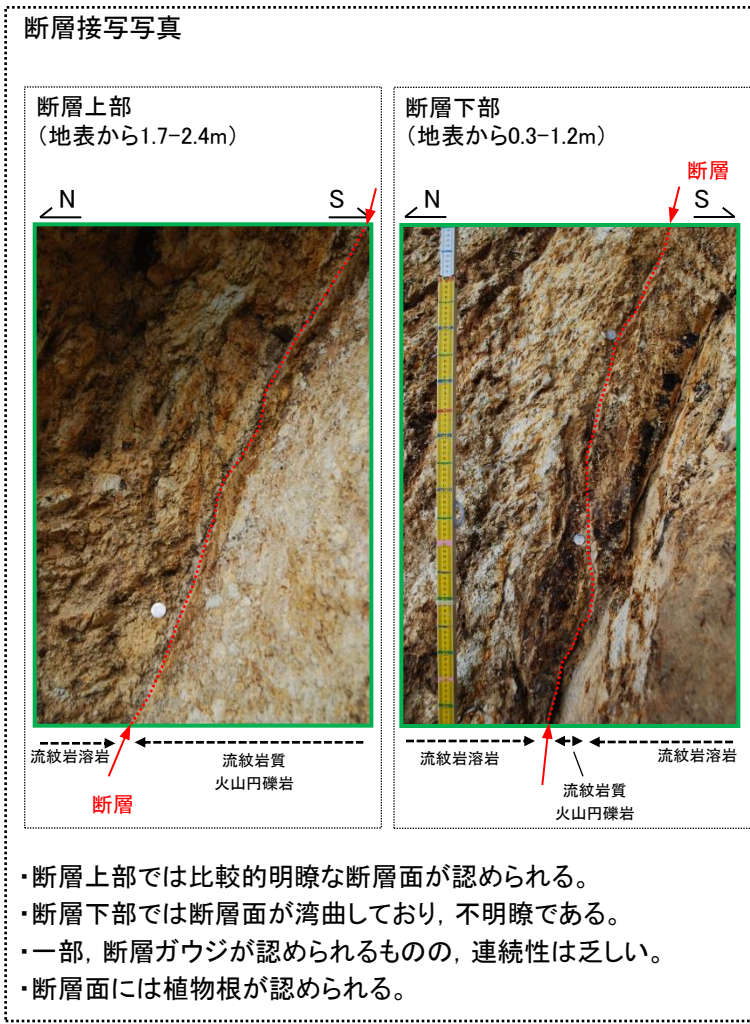 断層接写写真
断層上部
（地表から1.7-2.4m）
N
S
流紋岩溶岩
流紋岩質
火山円礫岩
断層
断層下部
（地表から0.3-1.2m）
断層
N
S
流紋岩溶岩
流紋岩質
火山円礫岩
流紋岩溶岩
・断層上部では比較的明瞭な断層面が認められる。
・断層下部では断層面が湾曲しており，不明瞭である。
・一部，断層ガウジが認められるものの，連続性は乏しい。
・断層面には植物根が認められる。